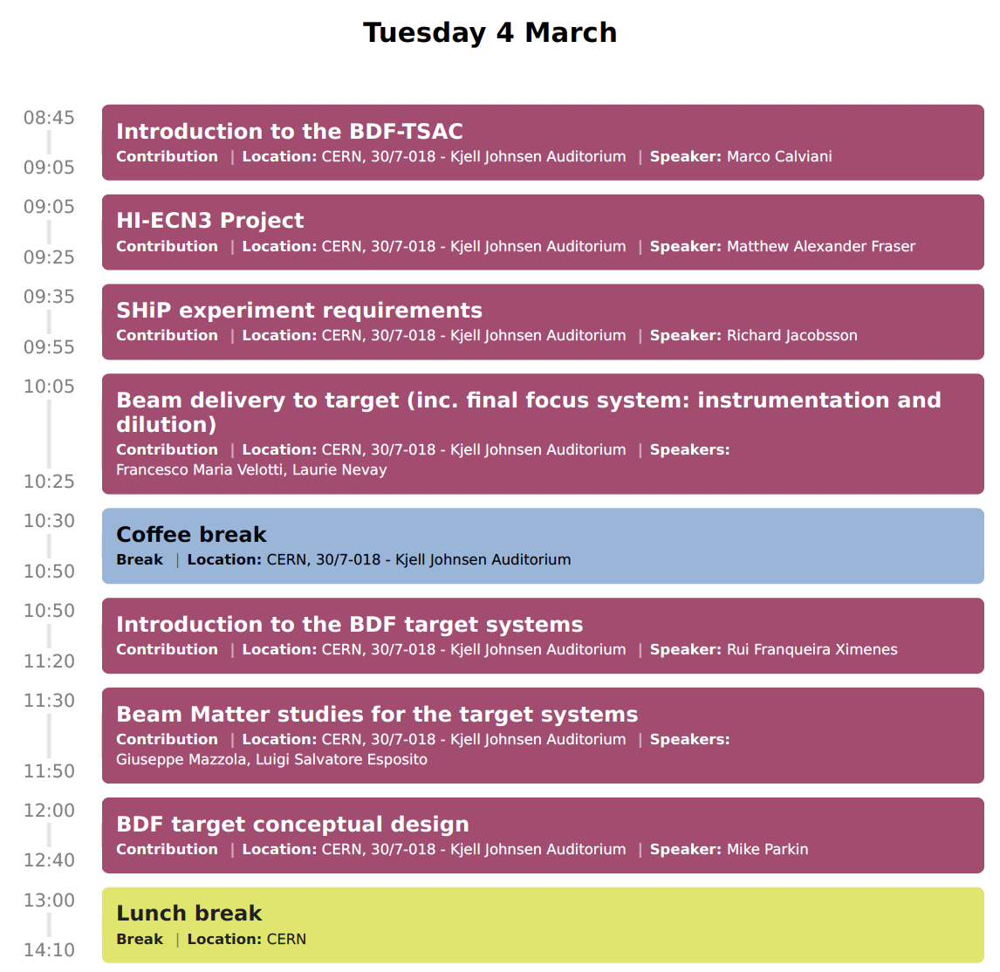 Tuesday 4 March
08:45
09:05
Introduction to the BDF-TSAC
Contribution | Location: CERN, 30/7-018 - Kjell Johnsen Auditorium | Speaker: Marco Calviani
09:05
09:25
HI-ECN3 Project
Contribution | Location: CERN, 30/7-018 - Kjell Johnsen Auditorium | Speaker: Matthew Alexander Fraser
09:35
09:55
SHiP experiment requirements
Contribution | Location: CERN, 30/7-018 - Kjell Johnsen Auditorium | Speaker: Richard Jacobsson
10:05
10:25
Beam delivery to target (inc. final focus system: instrumentation and
dilution)
Contribution | Location: CERN, 30/7-018 - Kjell Johnsen Auditorium | Speakers:
Francesco Maria Velotti, Laurie Nevay
10:30
10:50
Coffee break
Break | Location: CERN, 30/7-018 - Kjell Johnsen Auditorium
10:50
11:20
Introduction to the BDF target systems
Contribution | Location: CERN, 30/7-018 - Kjell Johnsen Auditorium | Speaker: Rui Franqueira Ximenes
11:30
11:50
Beam Matter studies for the target systems
Contribution | Location: CERN, 30/7-018 - Kjell Johnsen Auditorium | Speakers:
Giuseppe Mazzola, Luigi Salvatore Esposito
12:00
12:40
BDF target conceptual design
Contribution | Location: CERN, 30/7-018 - Kjell Johnsen Auditorium | Speaker: Mike Parkin
13:00
14:10
Lunch break
Break | Location: CERN